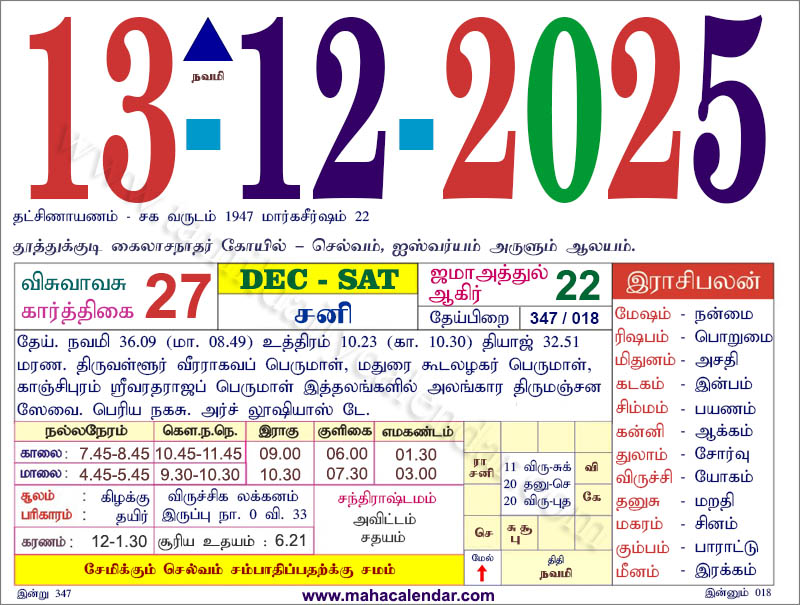 13-12-2025
நவமி
தட்சிணாயணம் - சக வருடம் 1947 மார்கசீர்ஷம் 22
தூத்துக்குடி கைலாசநாதர் கோயில் – செல்வம், ஐஸ்வர்யம் அருளும் ஆலயம்.
விசுவாவசு
கார்த்திகை 27
DEC - SAT
சனி
ஜமாஅத்துல்
ஆகிர் 22
தேய்பிறை 347 / 018
தேய். நவமி 36.09 (மா. 08.49) உத்திரம் 10.23 (கா. 10.30) தியாஜ் 32.51
மரண. திருவள்ளூர் வீரராகவப் பெருமாள், மதுரை கூடலழகர் பெருமாள்,
காஞ்சிபுரம் ஸ்ரீவரதராஜப் பெருமாள் இத்தலங்களில் அலங்கார திருமஞ்சன
ஸேவை. பெரிய நகசு. அர்ச் லூஷியாஸ் டே.
நல்லநேரம் கௌ.ந.நெ. இராகு குளிகை எமகண்டம்
காலை: 7.45-8.45 10.45-11.45 09.00 06.00 01.30
மாலை: 4.45-5.45 9.30-10.30 10.30 07.30 03.00
சூலம் : கிழக்கு
பரிகாரம் : தயிர்
விருச்சிக லக்கனம்
இருப்பு நா. 0 வி. 33
சந்திராஷ்டமம்
அவிட்டம்
சதயம்
கரணம்: 12-1.30 சூரிய உதயம் : 6.21
சேமிக்கும் செல்வம் சம்பாதிப்பதற்க்கு சமம்
ரா
சனி
11 விரு-சுக்
20 தனு-செ
20 விரு-புத
வி
கே
செ
சு சூ
பு
மேல்
திதி
நவமி
இராசிபலன்
மேஷம் - நன்மை
ரிஷபம் - பொறுமை
மிதுனம் - அசதி
கடகம் - இன்பம்
சிம்மம் - பயணம்
கன்னி - ஆக்கம்
துலாம் - சோர்வு
விருச்சி - யோகம்
தனுசு - மறதி
மகரம் - சினம்
கும்பம் - பாராட்டு
மீனம் - இரக்கம்
இன்று 347
www.mahacalendar.com
இன்னும் 018
www.tamildailycalendar.com